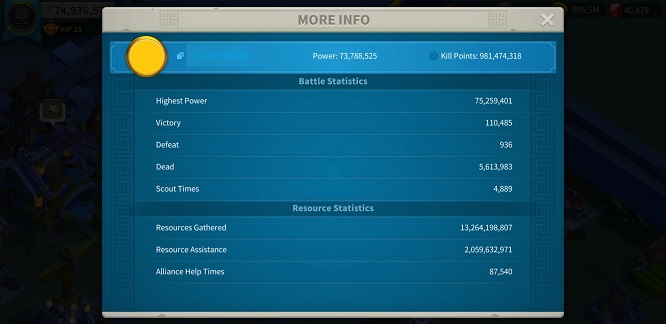 74,936,5
895.5M
40,479
VIP 15
MORE INFO
Power: 73,788,525
Kill Points: 981,474,318
Battle Statistics
Highest Power 75,259,401
Victory 110,485
Defeat 936
Dead 5,613,983
Scout Times 4,889
Resource Statistics
Resources Gathered 13,264,198,807
Resource Assistance 2,059,632,971
Alliance Help Times 87,540